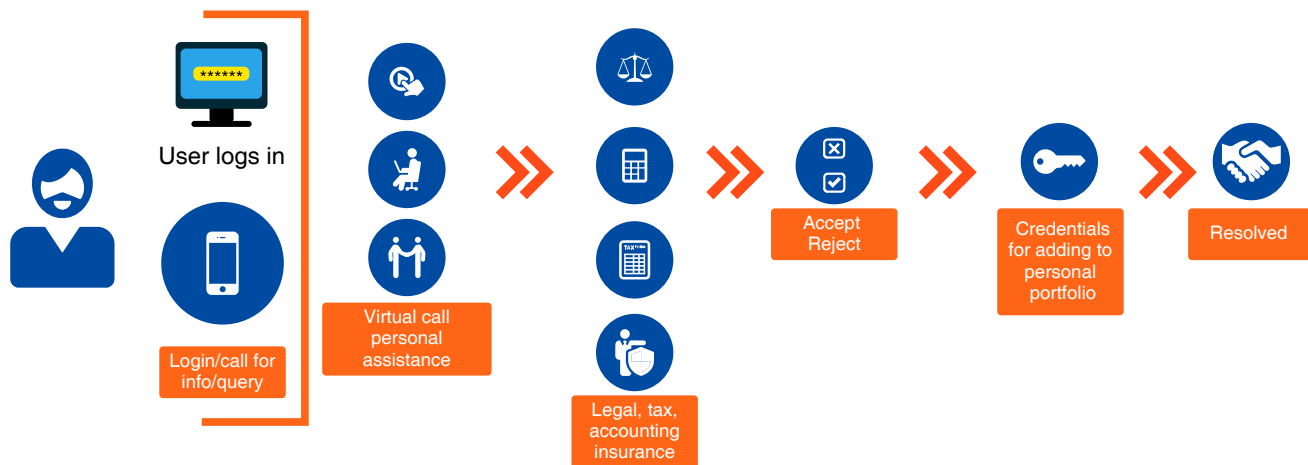 ******
User logs in
Login/call for
info/query
Virtual call
personal
assistance
TAX FORM
Legal, tax,
accounting
insurance
Accept
Reject
Credentials
for adding to
personal
portfolio
Resolved